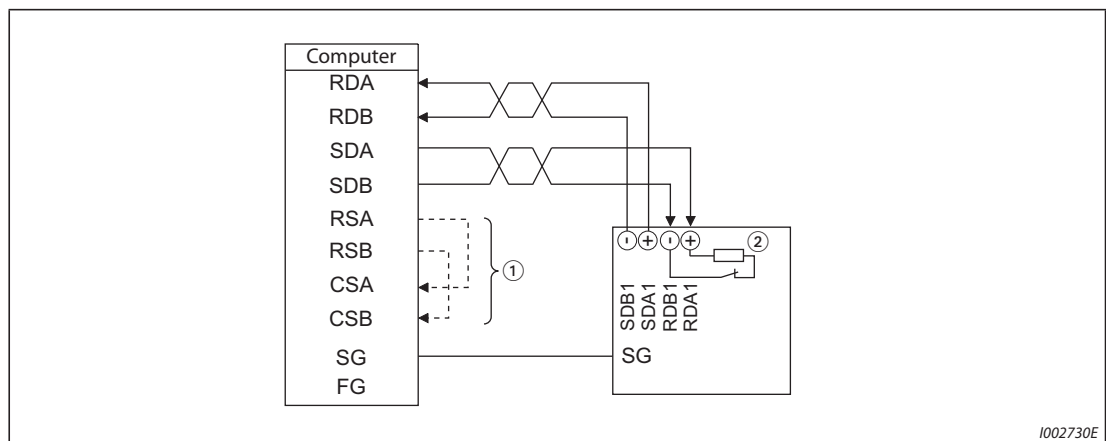 Computer
RDA
RDB
SDA
SDB
RSA
RSB
CSA
CSB
SG
FG
①
- + - +
②
SDB1
SDA1
RDB1
RDA1
SG
I002730E